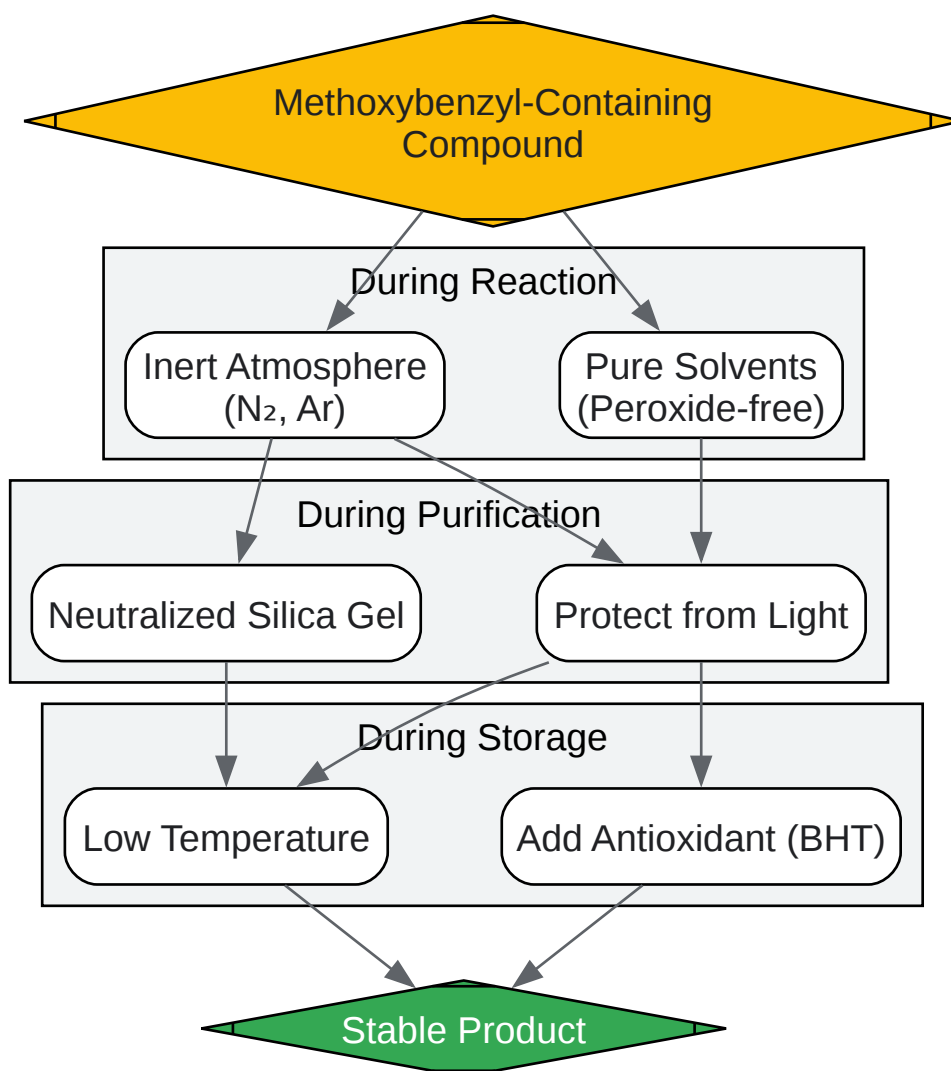 Methoxybenzyl-Containing
Compound
During Reaction
Inert Atmosphere
(N₂, Ar)
Pure Solvents
(Peroxide-free)
During Purification
Neutralized Silica Gel
Protect from Light
During Storage
Low Temperature
Add Antioxidant (BHT)
Stable Product